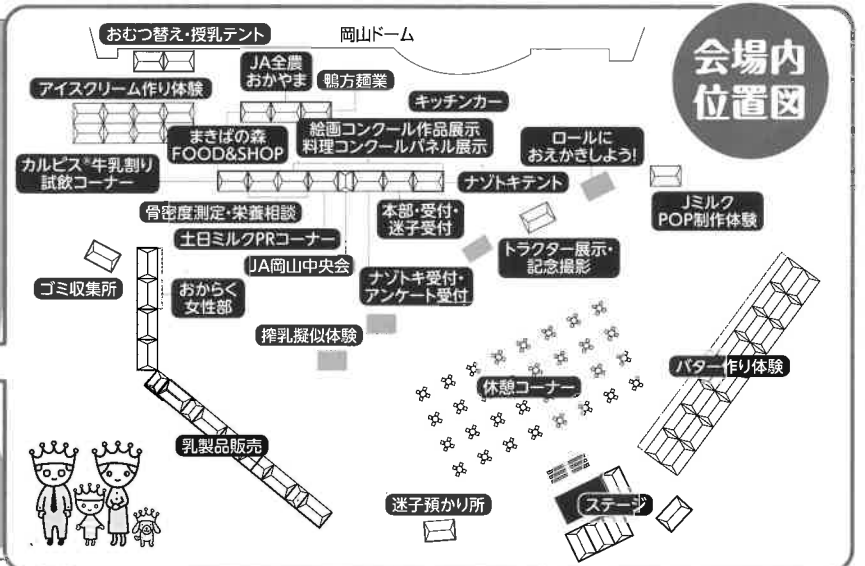 おむつ替え・授乳テント
岡山ドーム
会場内
位置図
JA全農
おかやま
鴨方麺業
アイスクリーム作り体験
キッチンカー
まきばの森
FOOD&SHOP
絵画コンクール作品展示
料理コンクールパネル展示
ロールに
おえかきしよう!
カルピス®牛乳割り
試飲コーナー
ナゾトキテント
Jミルク
POP制作体験
骨密度測定・栄養相談
本部・受付・
迷子受付
土日ミルクPRコーナー
トラクター展示・
記念撮影
JA岡山中央会
ナゾトキ受付・
アンケート受付
ゴミ収集所
おからく
女性部
搾乳擬似体験
休憩コーナー
バター作り体験
乳製品販売
迷子預かり所
ステージ